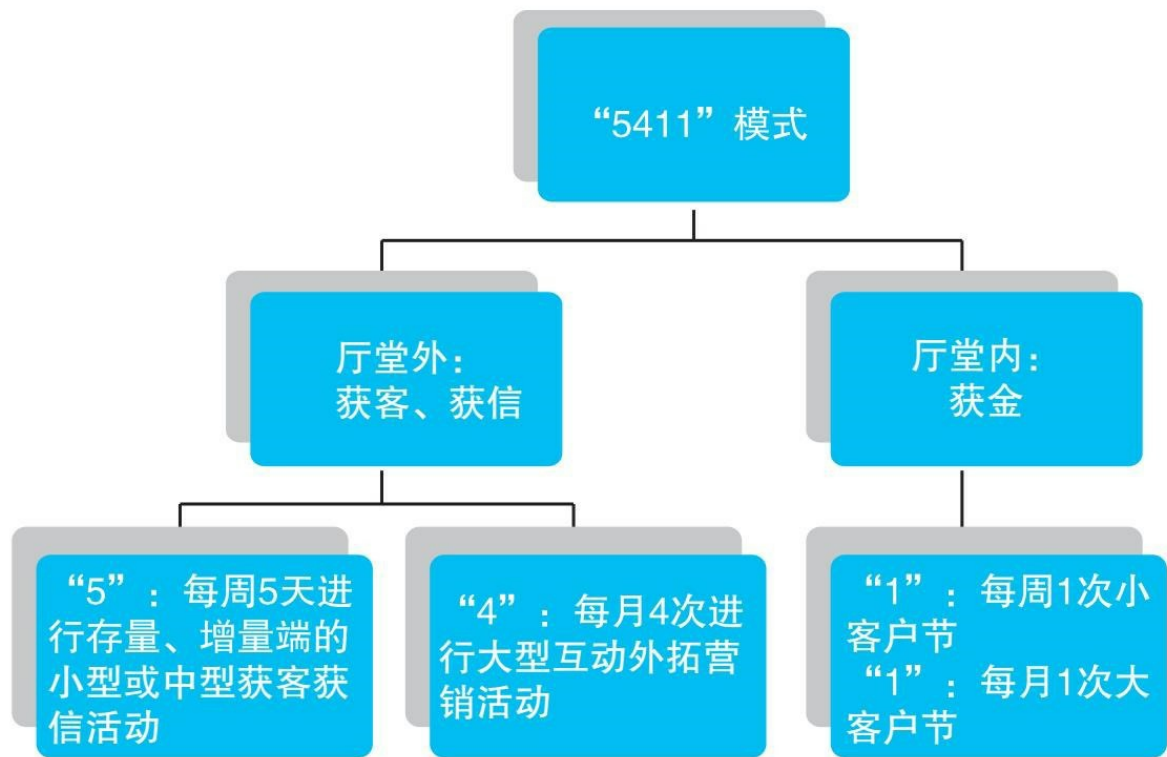 “5411”模式
厅堂外：
获客、获信
厅堂内：
获金
“5”：每周5天进
行存量、增量端的
小型或中型获客获
信活动
“4”：每月4次进
行大型互动外拓营
销活动
“1”：每周1次小
客户节
“1”：每月1次大
客户节